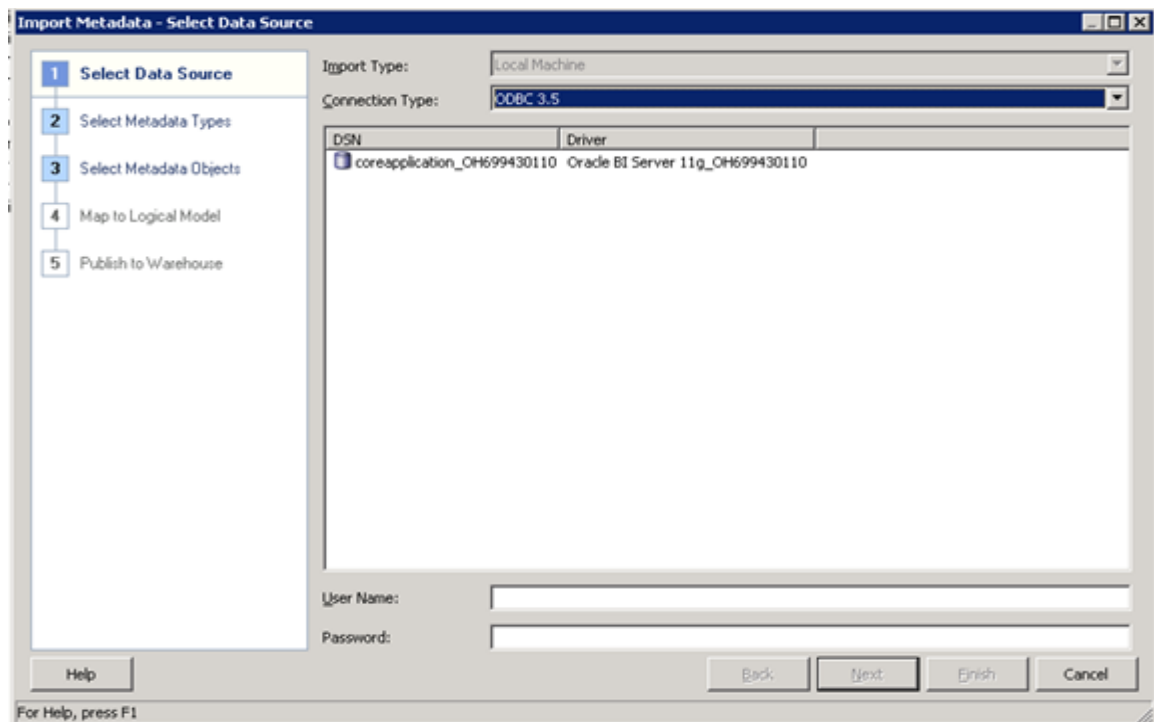 Import Metadata - Select Data Source
1 Select Data Source
2 Select Metadata Types
3 Select Metadata Objects
4 Map to Logical Model
5 Publish to Warehouse
Import Type: Local Machine
Connection Type: ODBC 3.5
DSN Driver
coreapplication_OH699430110 Oracle BI Server 11g_OH699430110
User Name:
Password:
Help Back Next Finish Cancel
For Help, press F1